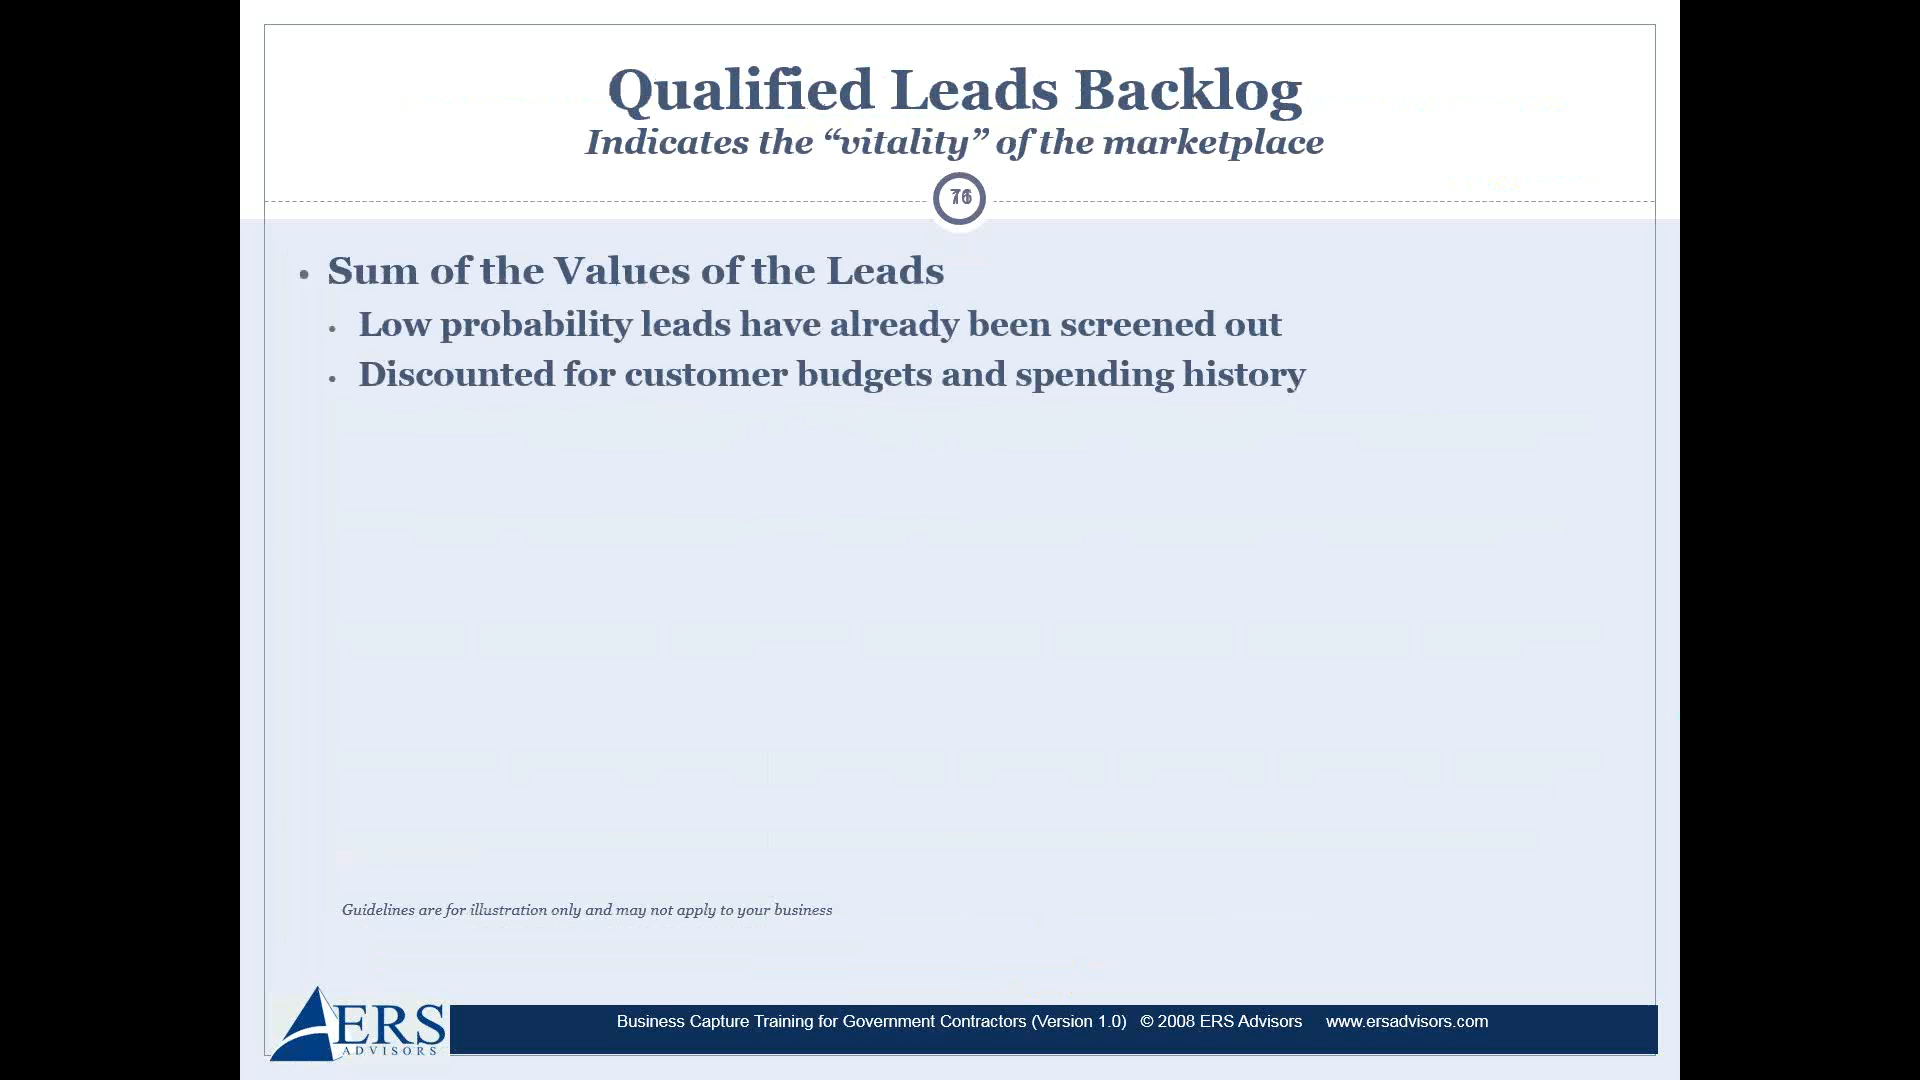 Qualified Leads Backlog
Indicates the “vitality” of the marketplace
• Sum of the Values of the Leads
• Low probability leads have already been screened out
• Discounted for customer budgets and spending history
Guidelines are for illustration only and may not apply to your business
ERS
ADVISORS
Business Capture Training for Government Contractors (Version 1.0) © 2008 ERS Advisors www.ersadvisors.com